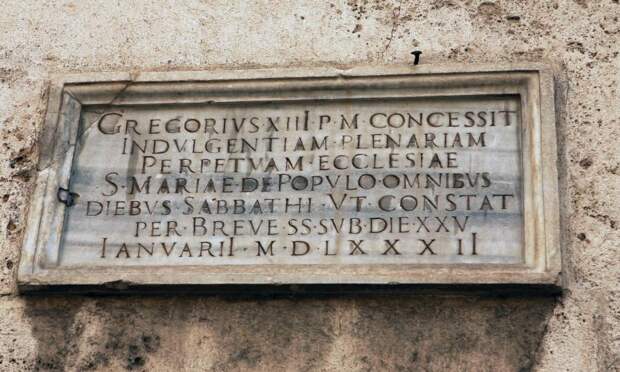 GREGORIVS XIII · P · M · CONCESSIT
INDVLGENTIAM · PLENARIAM
PERPETVAM · ECCLESIAE
· S · MARIAE · DE · POPVLO · OMNIBVS
DIEBVS · SABBATHI · VT · CONSTAT
PER · BREVE · SS · SVB · DIE · XXV
IANVARII · M · D · L X X X II